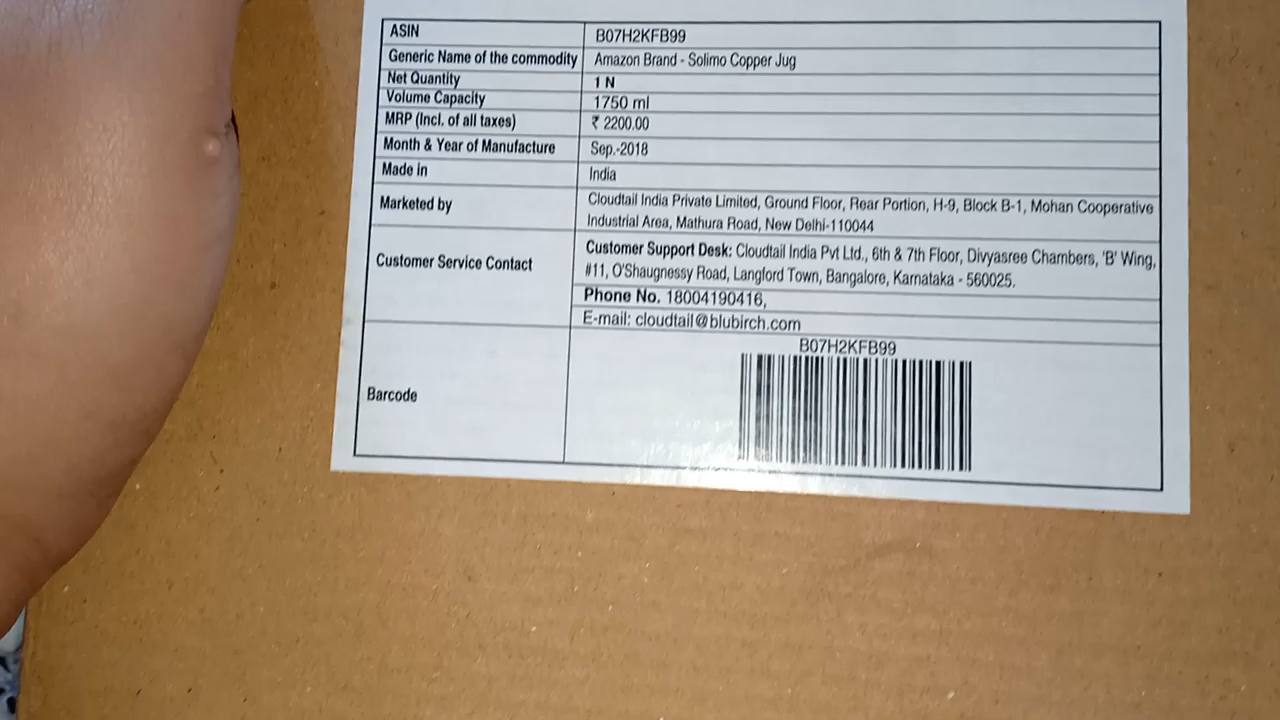 ASIN B07H2KFB99
Generic Name of the commodity Amazon Brand - Solimo Copper Jug
Net Quantity 1 N
Volume Capacity 1750 ml
MRP (Incl. of all taxes) ₹ 2200.00
Month & Year of Manufacture Sep.-2018
Made in India
Marketed by Cloudtail India Private Limited, Ground Floor, Rear Portion, H-9, Block B-1, Mohan Cooperative
Industrial Area, Mathura Road, New Delhi-110044
Customer Service Contact Customer Support Desk: Cloudtail India Pvt Ltd., 6th & 7th Floor, Divyasree Chambers, 'B' Wing,
#11, O'Shaugnessy Road, Langford Town, Bangalore, Karnataka - 560025.
Phone No. 18004190416,
E-mail: cloudtail@blubirch.com
Barcode B07H2KFB99